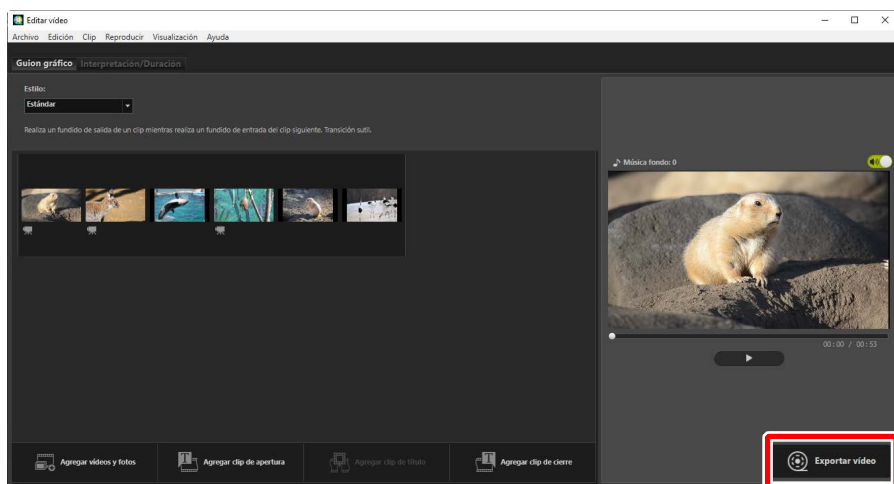 Editar vídeo
Archivo Edición Clip Reproducir Visualización Ayuda
Guion gráfico Interpretación/Duración
Estilo:
Estándar
Realiza un fundido de salida de un clip mientras realiza un fundido de entrada del clip siguiente. Transición sutil.
Música fondo: 0
00:00 / 00:53
Agregar vídeos y fotos
Agregar clip de apertura
Agregar clip de título
Agregar clip de cierre
Exportar vídeo